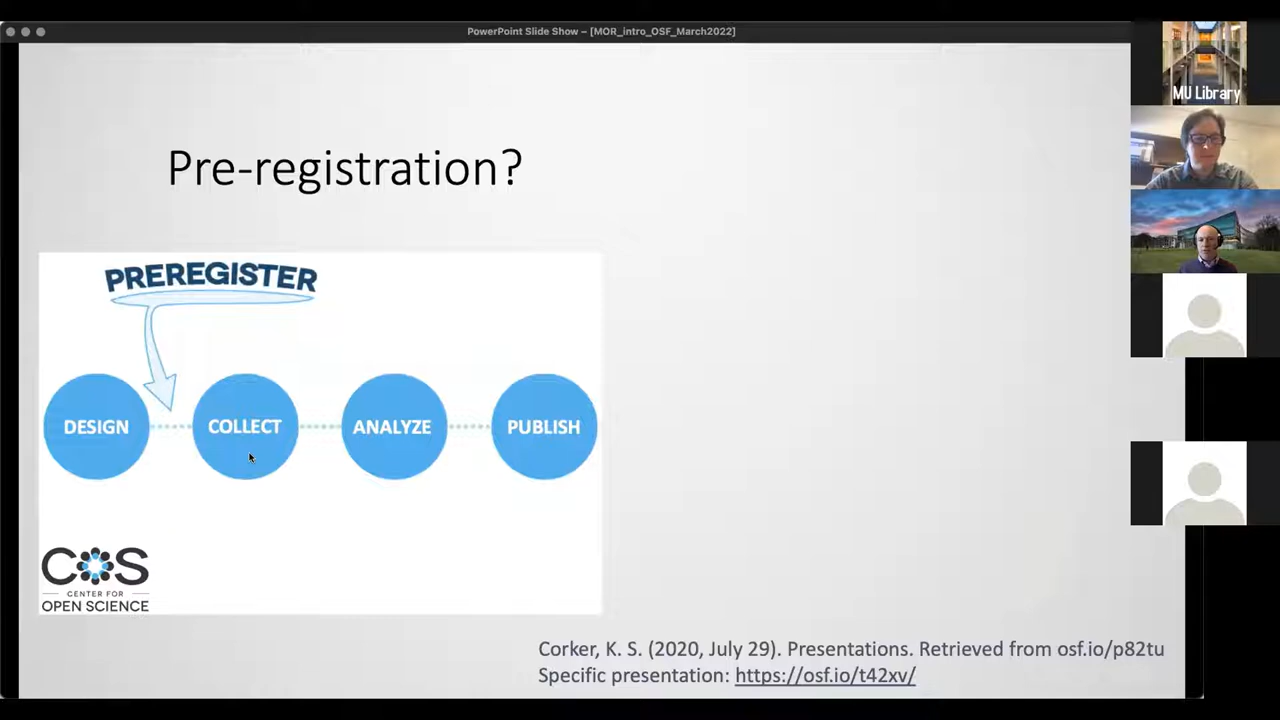 PowerPoint Slide Show – [MOR_intro_OSF_March2022]
MU Library
Pre-registration?
PREREGISTER
DESIGN
COLLECT
ANALYZE
PUBLISH
COS
CENTER FOR
OPEN SCIENCE
Corker, K. S. (2020, July 29). Presentations. Retrieved from osf.io/p82tu
Specific presentation: https://osf.io/t42xv/